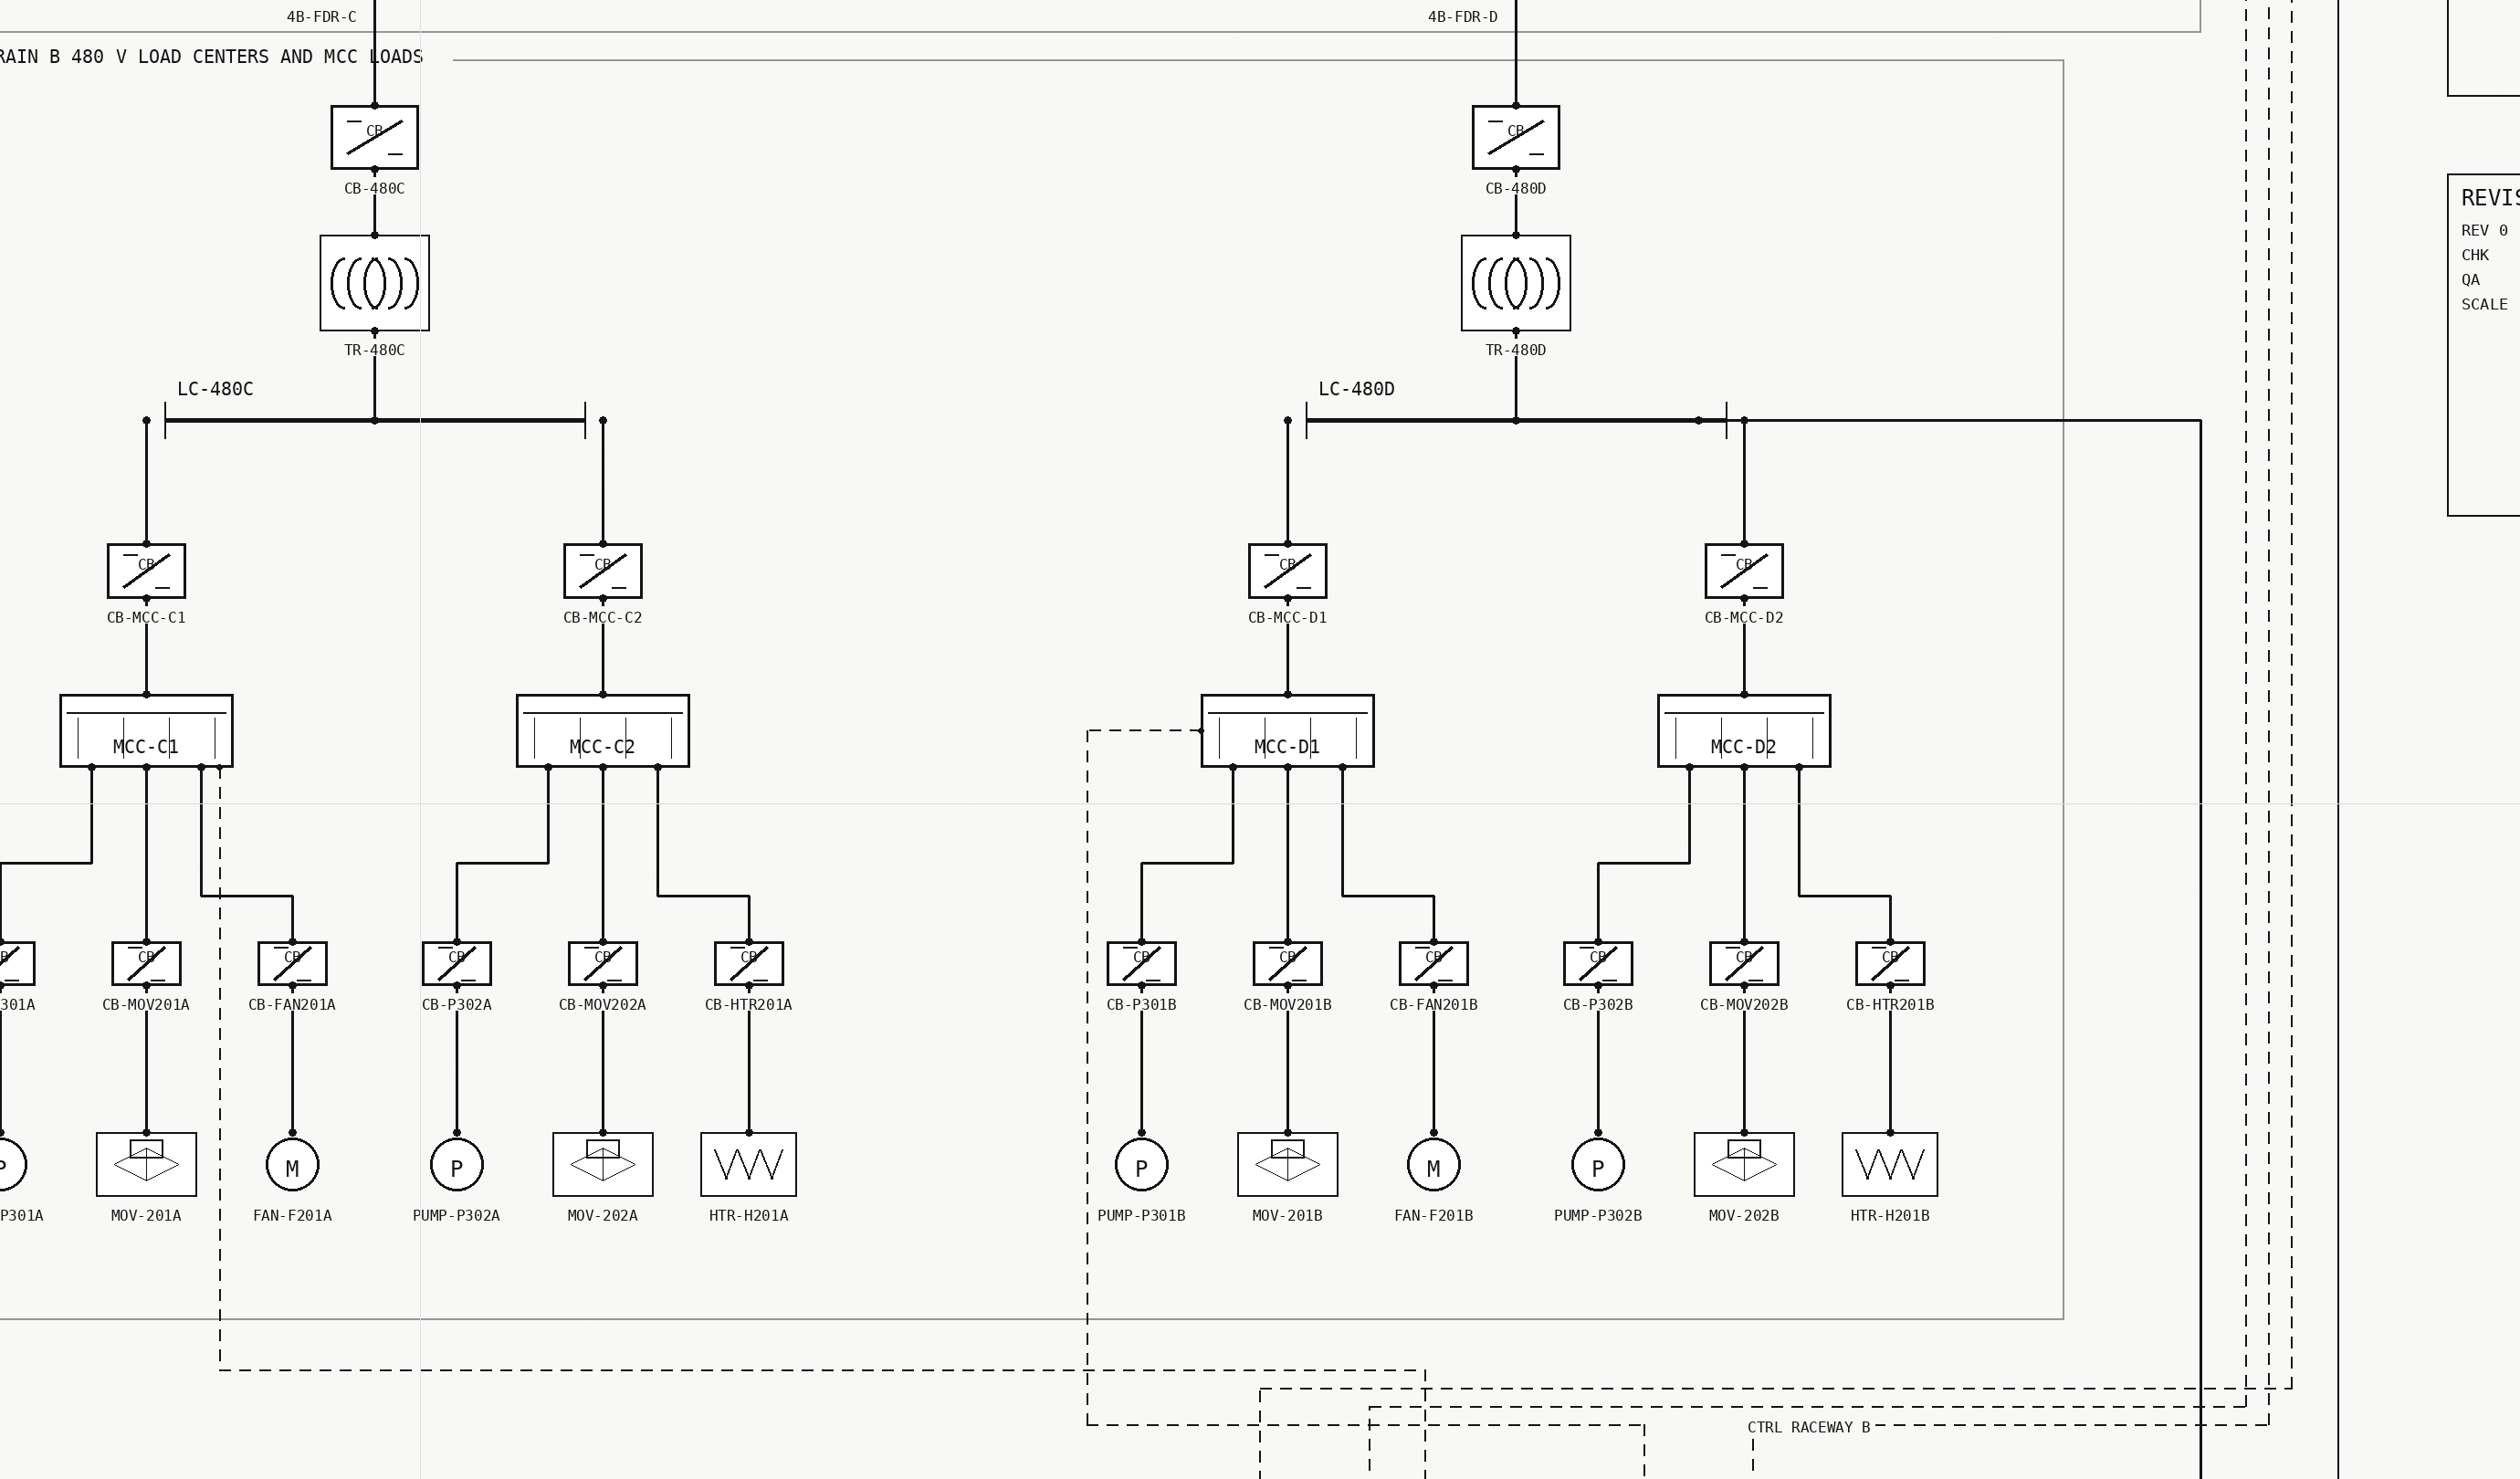 4B-FDR-C
4B-FDR-D
RAIN B 480 V LOAD CENTERS AND MCC LOADS
CB
CB
CB-480C
CB-480D
REVIS
REV 0
CHK
QA
SCALE
TR-480C
TR-480D
LC-480C
LC-480D
CB
CB
CB
CB
CB-MCC-C1
CB-MCC-C2
CB-MCC-D1
CB-MCC-D2
MCC-C1
MCC-C2
MCC-D1
MCC-D2
B
CB
CB
CB
CB
CB
CB
CB
CB
CB
CB
CB
301A
CB-MOV201A
CB-FAN201A
CB-P302A
CB-MOV202A
CB-HTR201A
CB-P301B
CB-MOV201B
CB-FAN201B
CB-P302B
CB-MOV202B
CB-HTR201B
P
M
P
P
M
P
P301A
MOV-201A
FAN-F201A
PUMP-P302A
MOV-202A
HTR-H201A
PUMP-P301B
MOV-201B
FAN-F201B
PUMP-P302B
MOV-202B
HTR-H201B
CTRL RACEWAY B